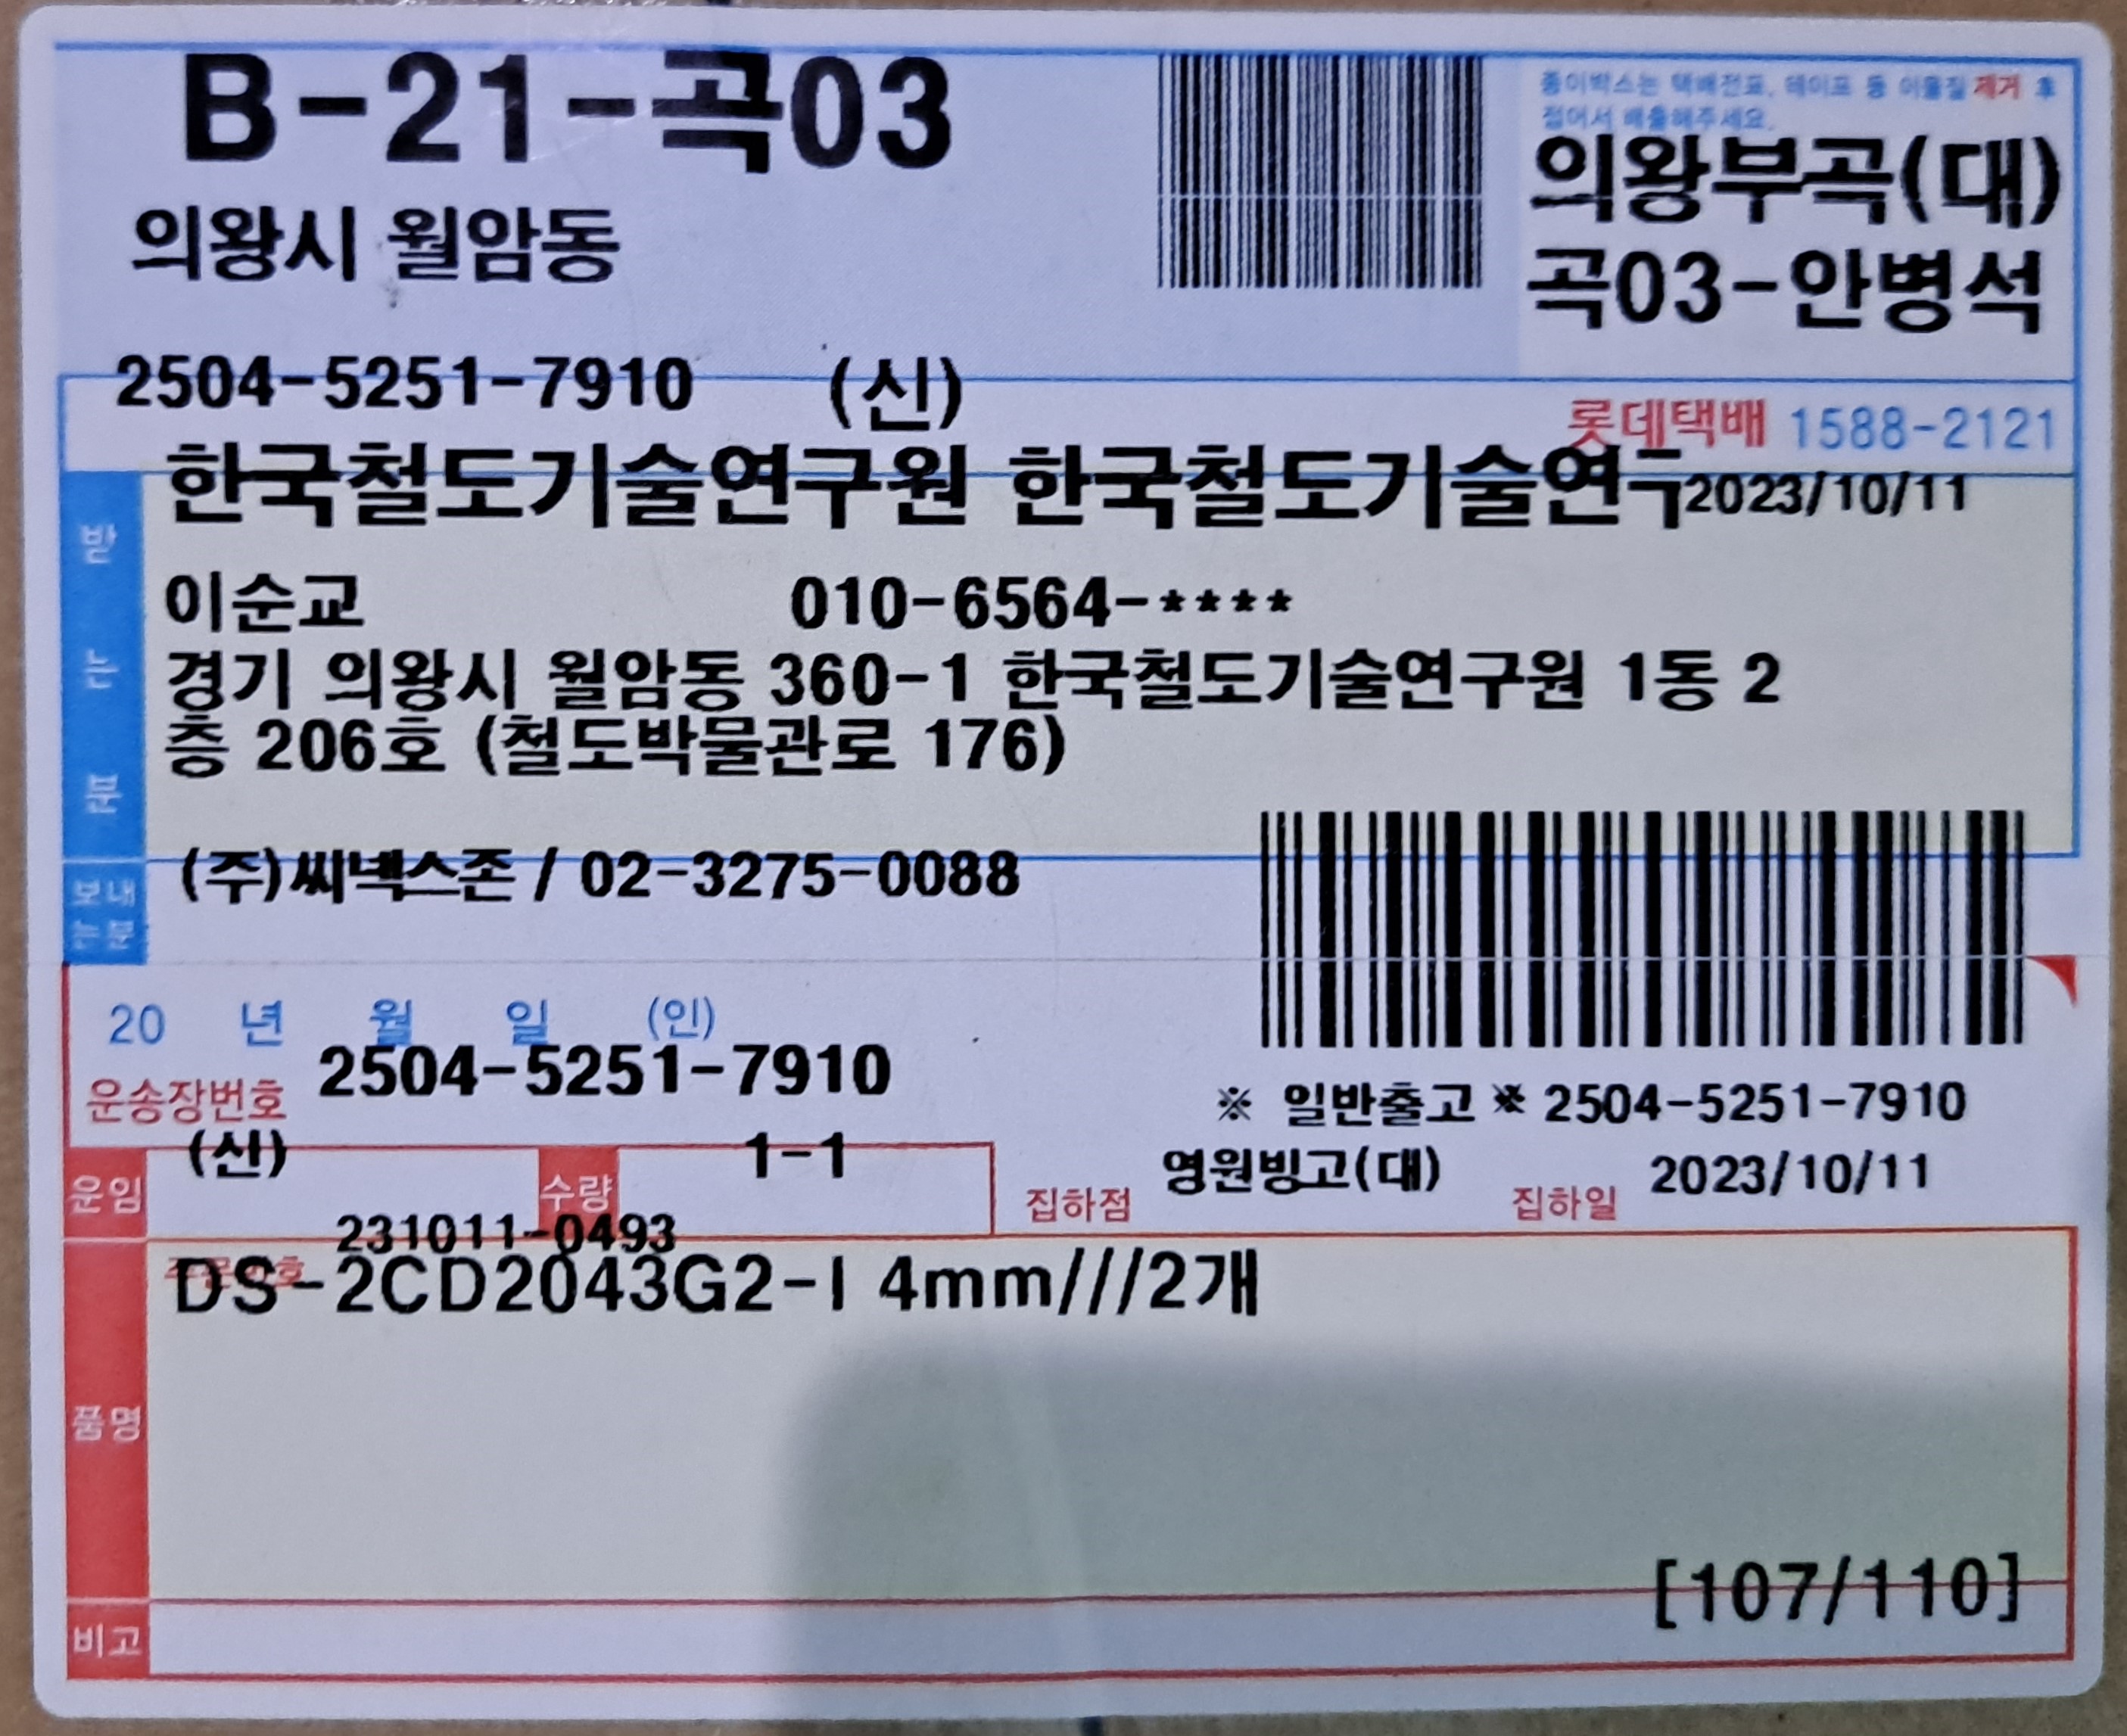 B-21-곡03
의왕시 월암동
종이박스는 택배전표, 테이프 등 이물질 제거 후
접어서 배출해주세요.
의왕부곡(대)
곡03-안병석
2504-5251-7910 (신)
롯데택배 1588-2121
한국철도기술연구원 한국철도기술연 2023/10/11
받는분
이순교 010-6564-****
경기 의왕시 월암동 360-1 한국철도기술연구원 1동 2
층 206호 (철도박물관로 176)
보내는분
(주)씨넥스존 / 02-3275-0088
20 년 월 일 (인)
운송장번호 2504-5251-7910
※ 일반출고 ※ 2504-5251-7910
운임 (신) 수량 1-1
집하점 영원빙고(대) 집하일 2023/10/11
주문번호 231011-0493
품명
DS-2CD2043G2-I 4mm///2개
[107/110]
비고